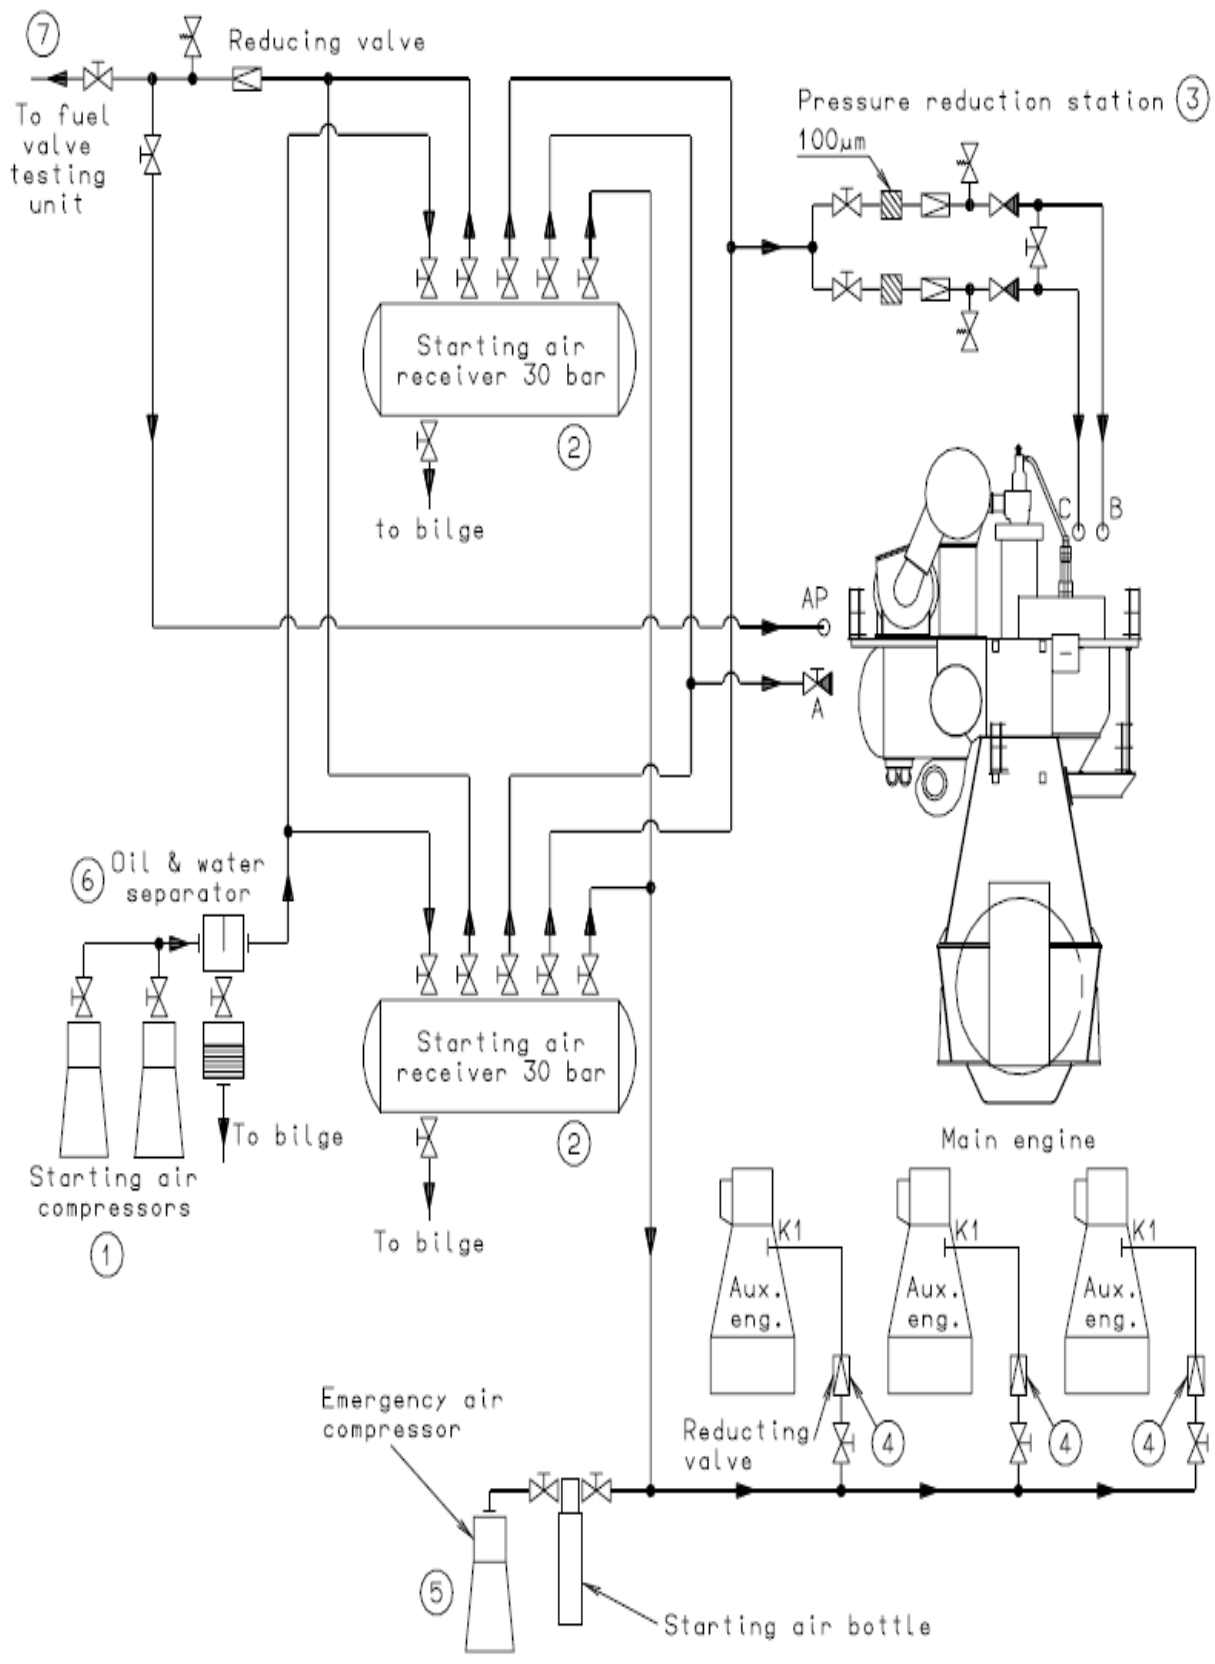 7
Reducing valve
To fuel
valve
testing
unit
Pressure reduction station 3
100µm
Starting air
receiver 30 bar
2
to bilge
C
B
AP
A
6
Oil & water
separator
Starting air
receiver 30 bar
2
To bilge
To bilge
Starting air
compressors
1
Main engine
K1
K1
K1
Aux.
eng.
Aux.
eng.
Aux.
eng.
Emergency air
compressor
Reducting
valve
4
4
4
5
Starting air bottle